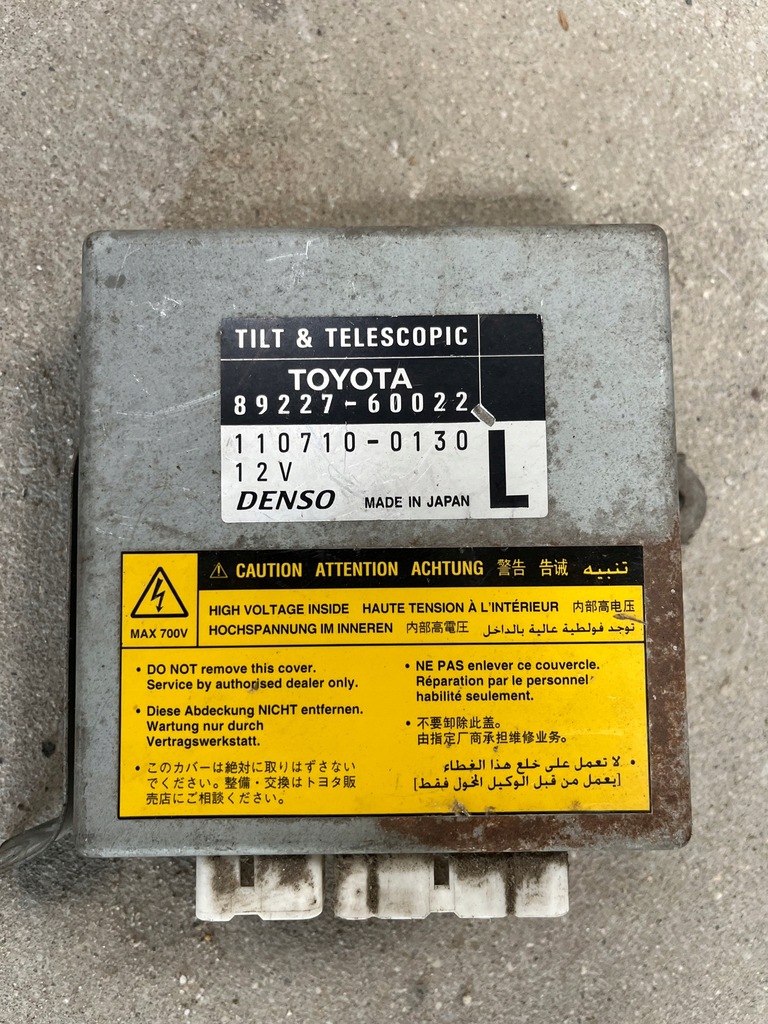 TILT & TELESCOPIC
TOYOTA
89227-60022
110710-0130
12V
L
DENSO MADE IN JAPAN
CAUTION ATTENTION ACHTUNG 警告 告诫 تنبيه
MAX 700V
HIGH VOLTAGE INSIDE HAUTE TENSION À L'INTÉRIEUR 内部高电压
HOCHSPANNUNG IM INNEREN 内部高電圧 توجد فولطية عالية بالداخل
• DO NOT remove this cover.
Service by authorised dealer only.
• Diese Abdeckung NICHT entfernen.
Wartung nur durch
Vertragswerkstatt.
• このカバーは絶対に取りはずさない
でください。整備・交換はトヨタ販
売店にご相談ください。
• NE PAS enlever ce couvercle.
Réparation par le personnel
habilité seulement.
• 不要卸除此盖。
由指定厂商承担维修业务。
• لا تعمل على خلع هذا الغطاء
[يعمل من قبل الوكيل المخول فقط]